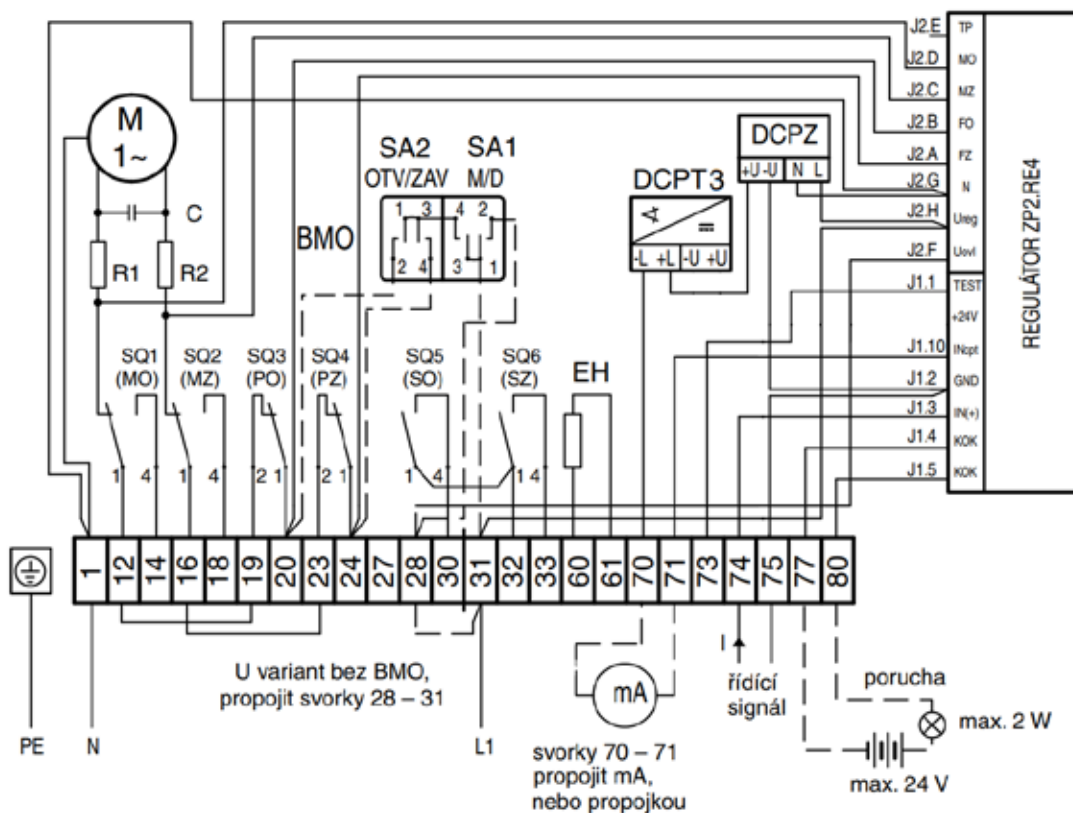 J2.E
TP
J2.D
MO
J2.C
MZ
J2.B
FO
J2.A
FZ
J2.G
N
J2.H
Ureg
J2.F
Uovl
J1.1
TEST
+24V
J1.10
INcpt
J1.2
GND
J1.3
IN(+)
J1.4
KOK
J1.5
KOK
REGULÁTOR ZP2.RE4
M
1~
C
R1
R2
BMO
SA2
SA1
OTV/ZAV
M/D
1 3 4 2
2 4 3 1
DCPT3
-L +L -U +U
DCPZ
+U -U N L
SQ1
(MO)
SQ2
(MZ)
SQ3
(PO)
SQ4
(PZ)
SQ5
(SO)
SQ6
(SZ)
EH
1 4 1 4 2 1 2 1 1 4 1 4
1 12 14 16 18 19 20 23 24 27 28 30 31 32 33 60 61 70 71 73 74 75 77 80
U variant bez BMO,
propojit svorky 28 – 31
PE
N
L1
mA
svorky 70 – 71
propojit mA,
nebo propojkou
I
řídící
signál
porucha
max. 2 W
max. 24 V